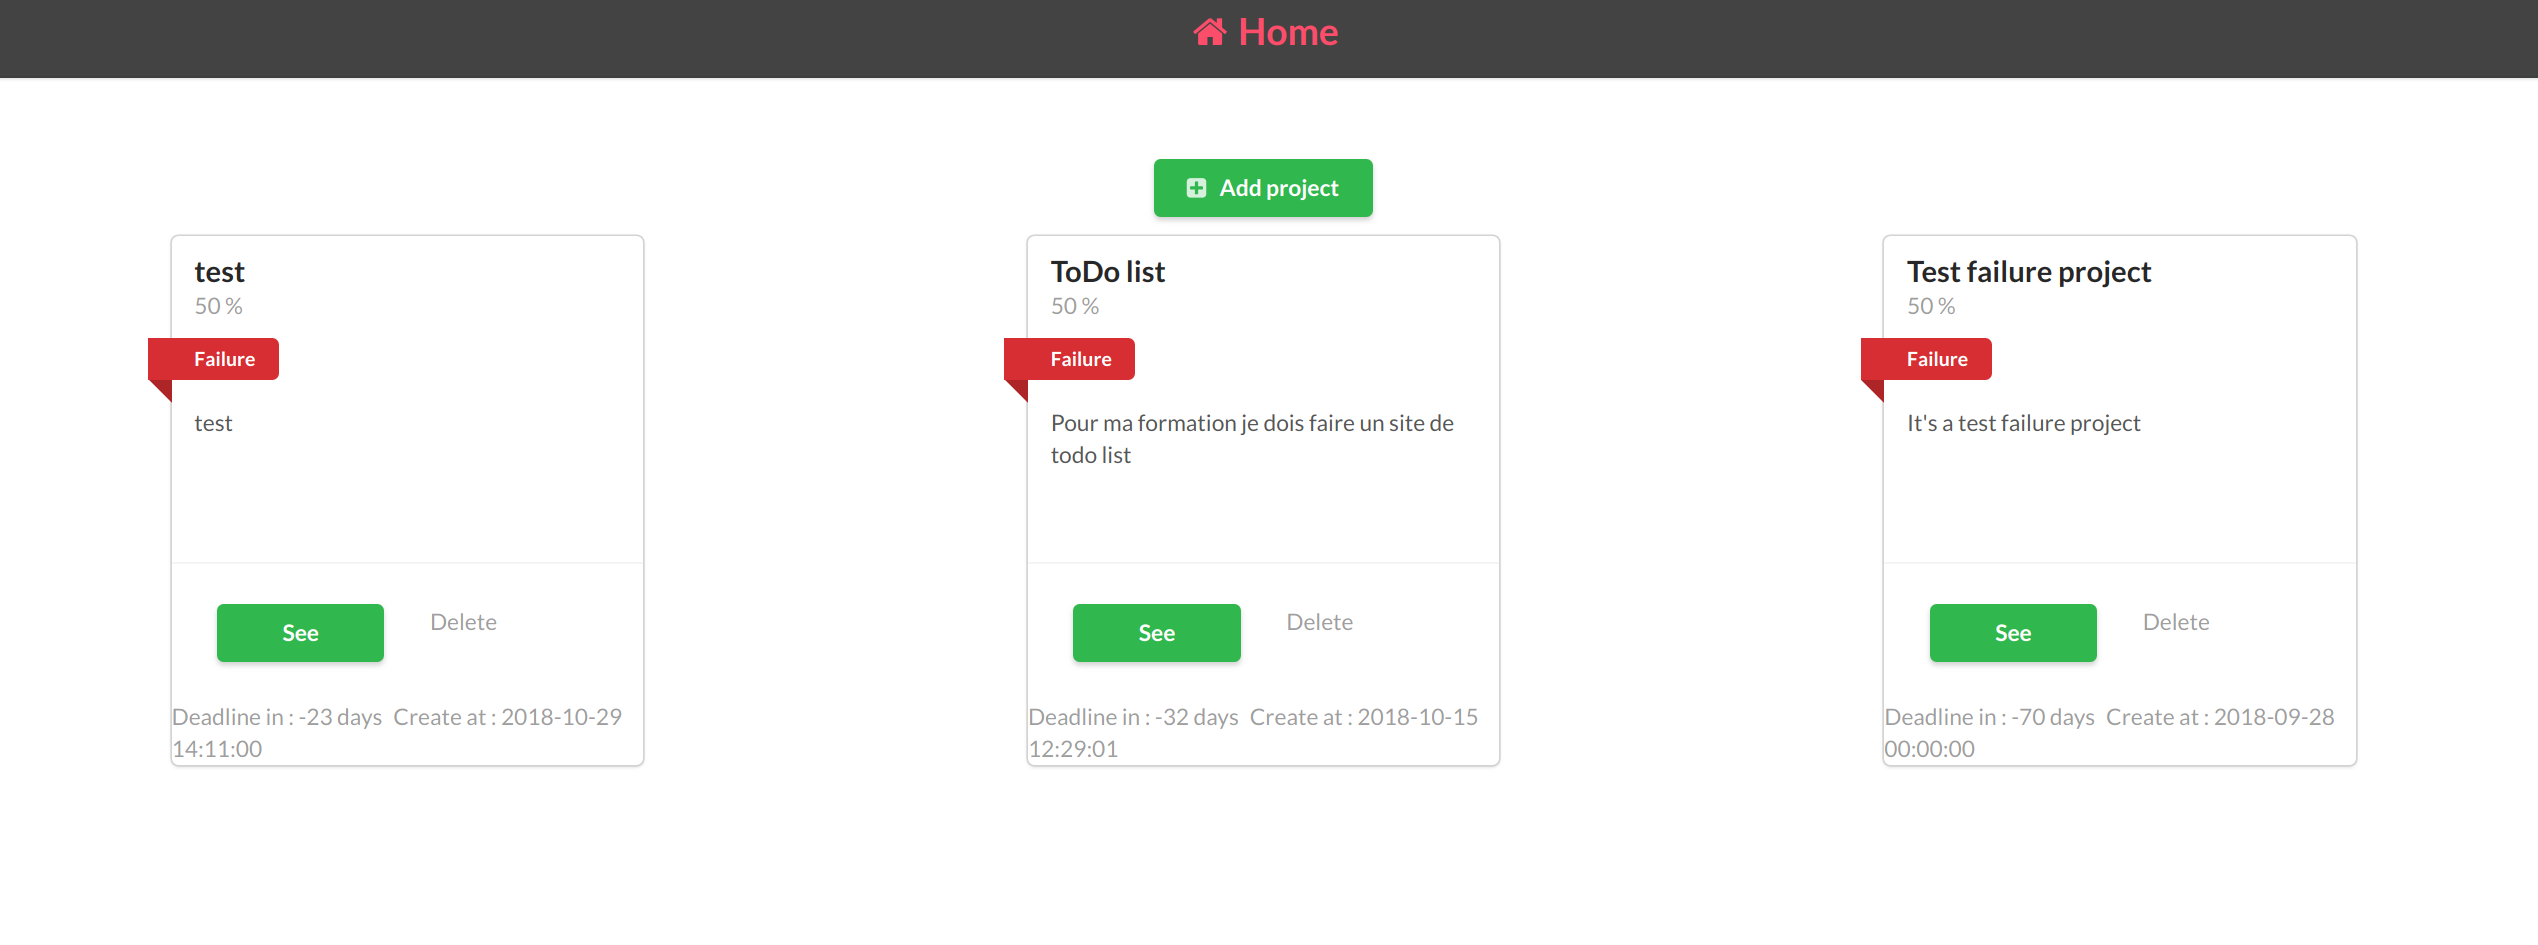 Home
Add project
test
50 %
Failure
test
See
Delete
Deadline in : -23 days Create at : 2018-10-29
14:11:00
ToDo list
50 %
Failure
Pour ma formation je dois faire un site de
todo list
See
Delete
Deadline in : -32 days Create at : 2018-10-15
12:29:01
Test failure project
50 %
Failure
It's a test failure project
See
Delete
Deadline in : -70 days Create at : 2018-09-28
00:00:00